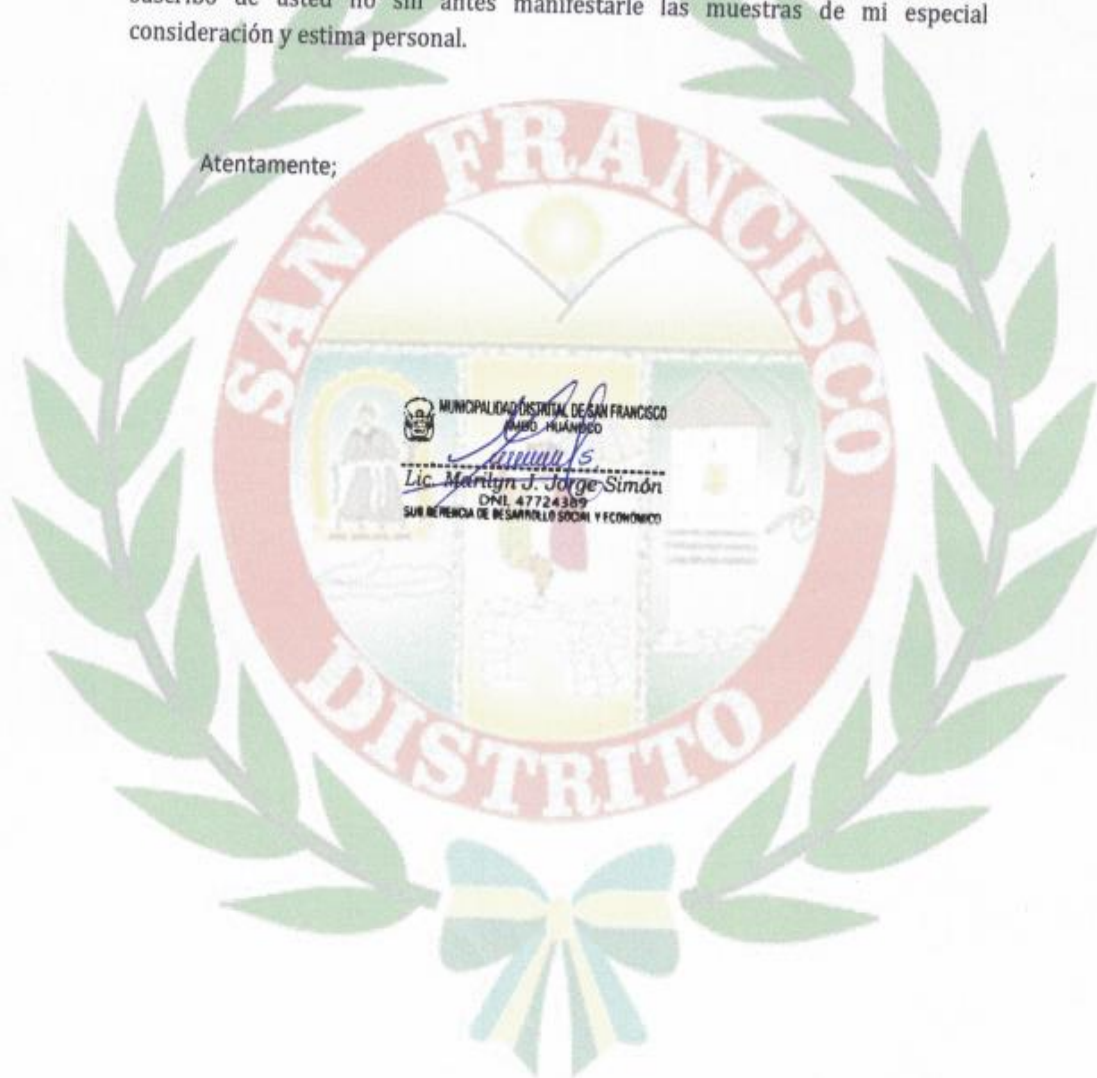 suscribo de usted no sin antes manifestarle las muestras de mi especial
consideración y estima personal.
Atentamente;
SAN FRANCISCO
MUNICIPALIDAD DISTRITAL DE SAN FRANCISCO
AMBO HUÁNUCO
Lic. Marilyn J. Jorge Simón
DNI. 47724389
SUB GERENCIA DE DESARROLLO SOCIAL Y ECONÓMICO
DISTRITO